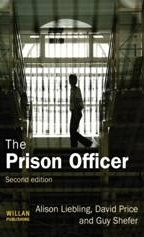 The
Prison Officer
Second edition
WILLAN
PUBLISHING
Alison Liebling, David Price
and Guy Shefer